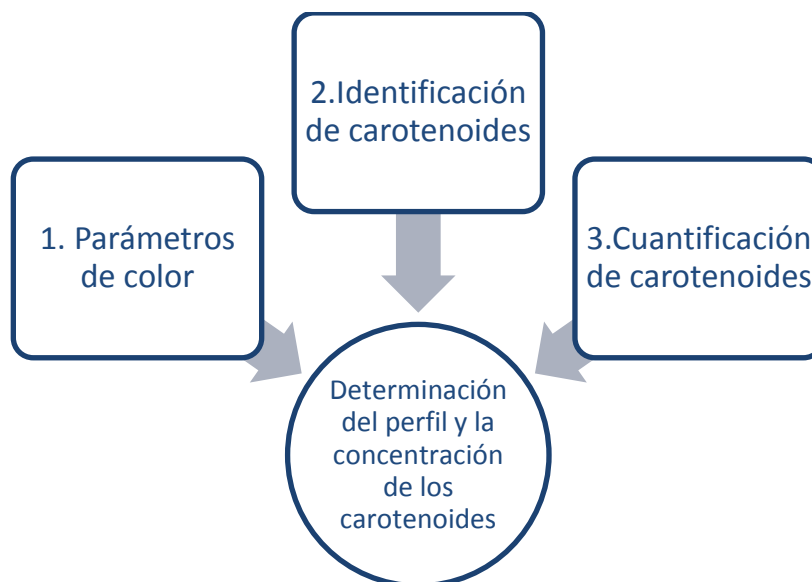 1. Parámetros
de color
2.Identificación
de carotenoides
3.Cuantificación
de carotenoides
Determinación
del perfil y la
concentración
de los
carotenoides